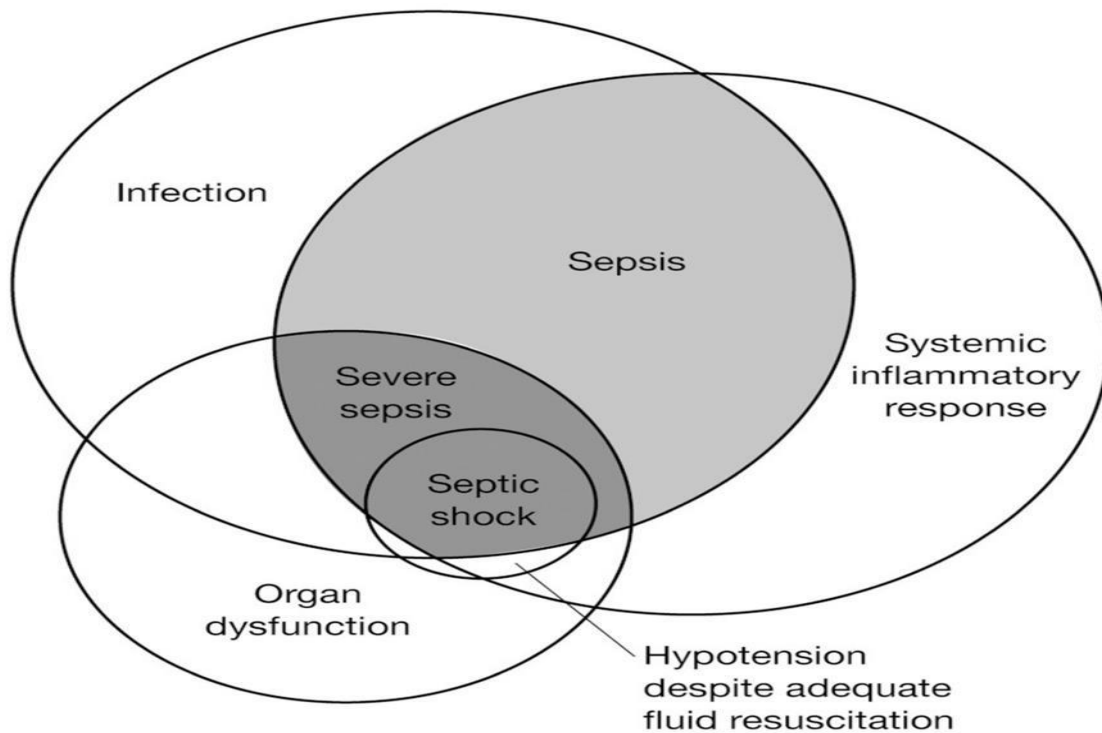 Infection
Sepsis
Systemic
inflammatory
response
Severe
sepsis
Septic
shock
Organ
dysfunction
Hypotension
despite adequate
fluid resuscitation